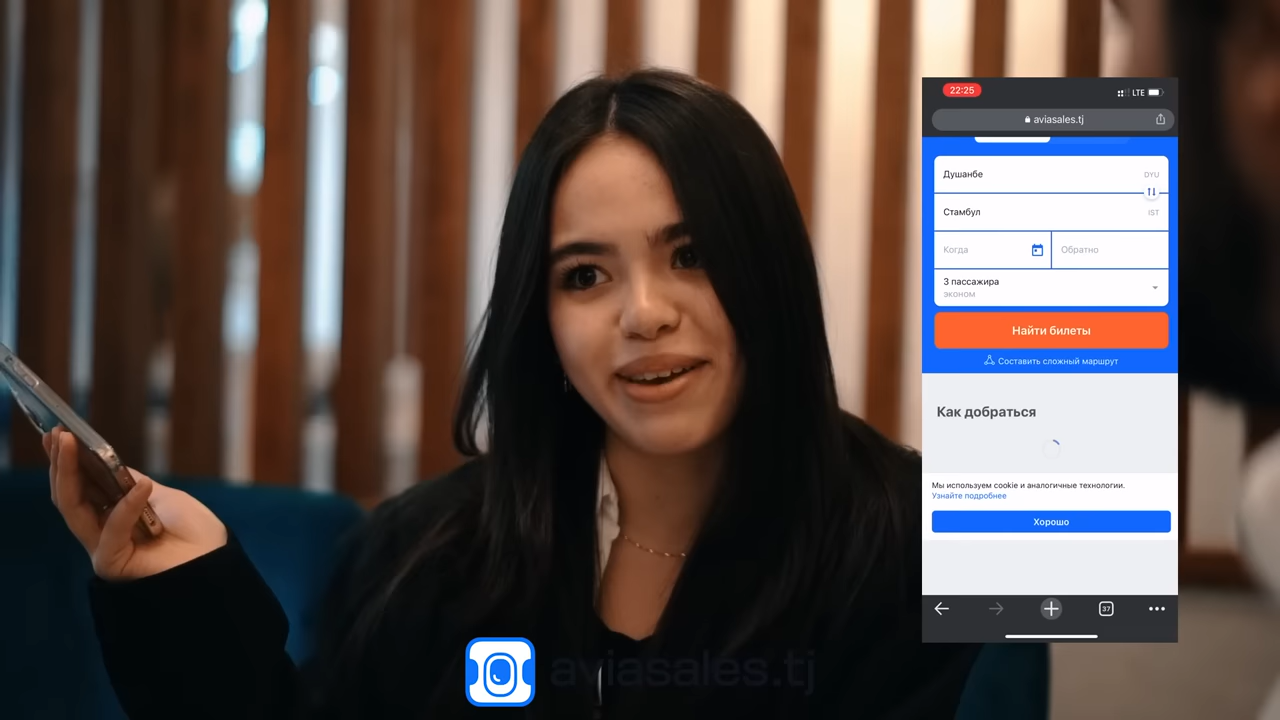 22:25
LTE
aviasales.tj
Душанбе
DYU
Стамбул
IST
Когда
Обратно
3 пассажира
эконом
Найти билеты
Составить сложный маршрут
Как добраться
Мы используем cookie и аналогичные технологии.
Узнайте подробнее
Хорошо
37
aviasales.tj